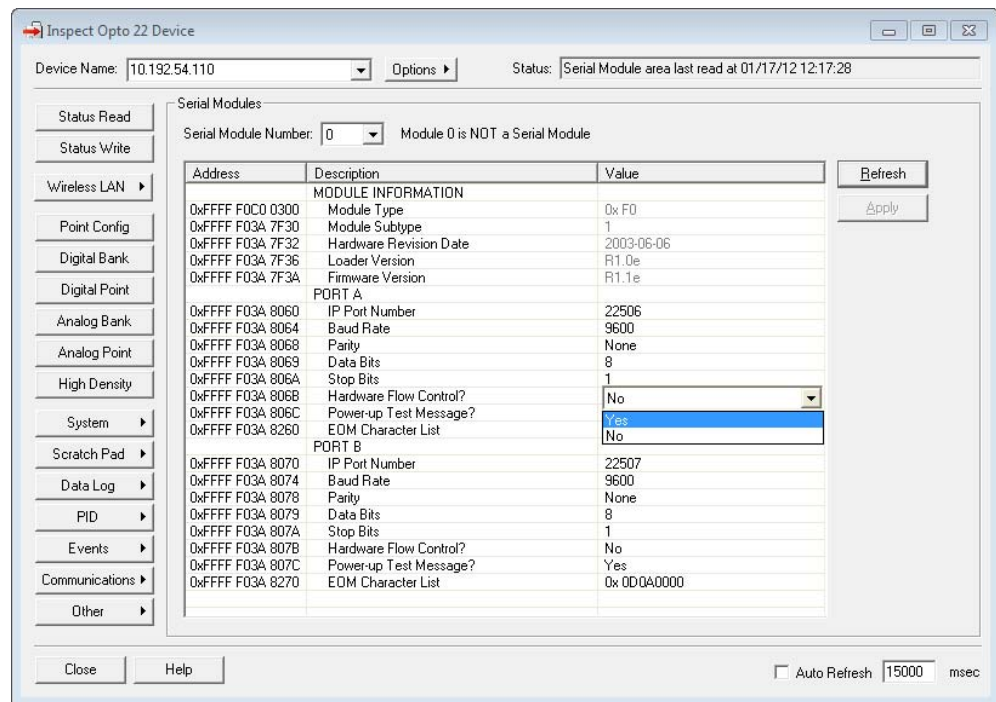 Inspect Opto 22 Device
Device Name: 10.192.54.110 Options Status: Serial Module area last read at 01/17/12 12:17:28
Status Read
Status Write
Wireless LAN
Point Config
Digital Bank
Digital Point
Analog Bank
Analog Point
High Density
System
Scratch Pad
Data Log
PID
Events
Communications
Other
Serial Modules
Serial Module Number: 0 Module 0 is NOT a Serial Module
Address Description Value
MODULE INFORMATION
0xFFFF F0C0 0300 Module Type 0x F0
0xFFFF F03A 7F30 Module Subtype 1
0xFFFF F03A 7F32 Hardware Revision Date 2003-06-06
0xFFFF F03A 7F36 Loader Version R1.0e
0xFFFF F03A 7F3A Firmware Version R1.1e
PORT A
0xFFFF F03A 8060 IP Port Number 22506
0xFFFF F03A 8064 Baud Rate 9600
0xFFFF F03A 8068 Parity None
0xFFFF F03A 8069 Data Bits 8
0xFFFF F03A 806A Stop Bits 1
0xFFFF F03A 806B Hardware Flow Control? No
0xFFFF F03A 806C Power-up Test Message? Yes
0xFFFF F03A 8260 EOM Character List No
PORT B
0xFFFF F03A 8070 IP Port Number 22507
0xFFFF F03A 8074 Baud Rate 9600
0xFFFF F03A 8078 Parity None
0xFFFF F03A 8079 Data Bits 8
0xFFFF F03A 807A Stop Bits 1
0xFFFF F03A 807B Hardware Flow Control? No
0xFFFF F03A 807C Power-up Test Message? Yes
0xFFFF F03A 8270 EOM Character List 0x 0D0A0000
Refresh
Apply
Close Help Auto Refresh 15000 msec